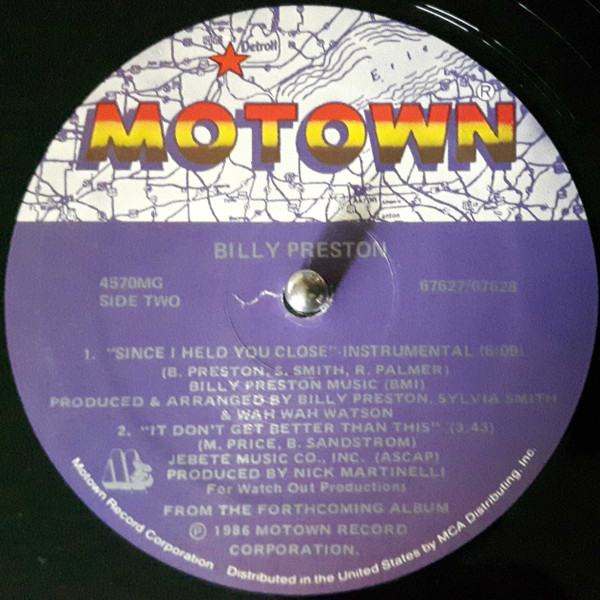 Detroit
Erie
MOTOWN®
Akron
anton
BILLY PRESTON
4570MG
67627/67628
SIDE TWO
1. "SINCE I HELD YOU CLOSE"-INSTRUMENTAL (6:09)
(B. PRESTON, S. SMITH, R. PALMER)
BILLY PRESTON MUSIC (BMI)
PRODUCED & ARRANGED BY BILLY PRESTON, SYLVIA SMITH
& WAH WAH WATSON
2. "IT DON'T GET BETTER THAN THIS" (3:43)
(M. PRICE, B. SANDSTROM)
JEBETE MUSIC CO., INC. (ASCAP)
PRODUCED BY NICK MARTINELLI
For Watch Out Productions
FROM THE FORTHCOMING ALBUM
℗ 1986 MOTOWN RECORD
CORPORATION.
Motown Record Corporation Distributed in the United States by MCA Distributing, Inc.